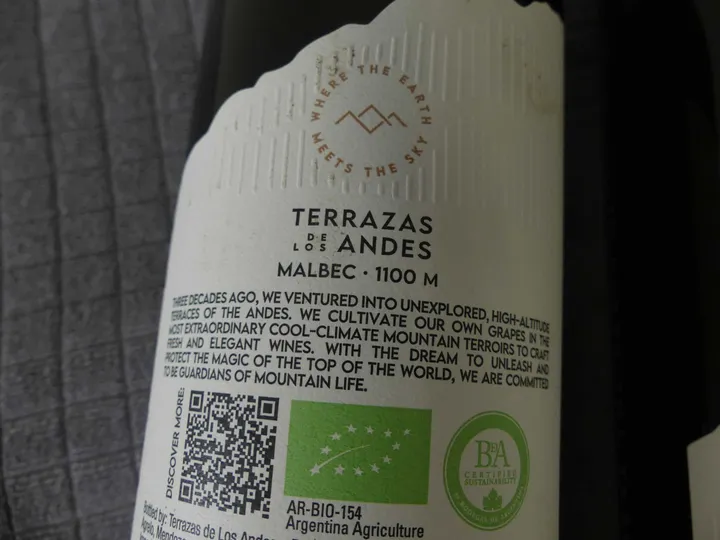 WHERE THE EARTH MEETS THE SKY
TERRAZAS
DE LOS ANDES
MALBEC · 1100 M
THREE DECADES AGO, WE VENTURED INTO UNEXPLORED, HIGH-ALTITUDE
TERRACES OF THE ANDES. WE CULTIVATE OUR OWN GRAPES IN THE
MOST EXTRAORDINARY COOL-CLIMATE MOUNTAIN TERROIRS TO CRAFT
FRESH AND ELEGANT WINES. WITH THE DREAM TO UNLEASH AND
PROTECT THE MAGIC OF THE TOP OF THE WORLD, WE ARE COMMITTED
TO BE GUARDIANS OF MOUNTAIN LIFE.
DISCOVER MORE:
BdA
CERTIFIED
SUSTAINABILITY
AR-BIO-154
Argentina Agriculture
Bottled by: Terrazas de Los Andes
Agrelo, Mendoza